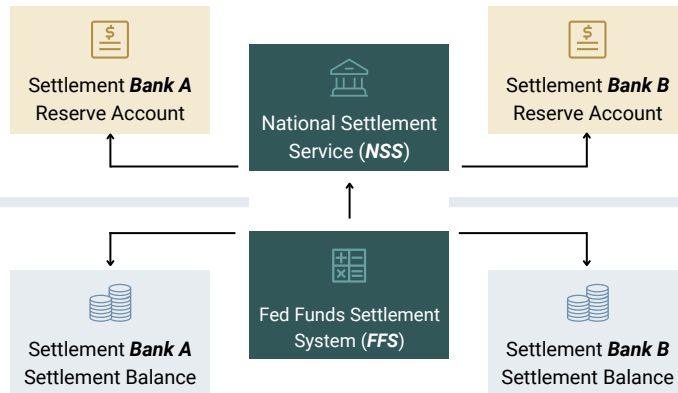 Settlement Bank A
Reserve Account
National Settlement
Service (NSS)
Settlement Bank B
Reserve Account
Settlement Bank A
Settlement Balance
Fed Funds Settlement
System (FFS)
Settlement Bank B
Settlement Balance